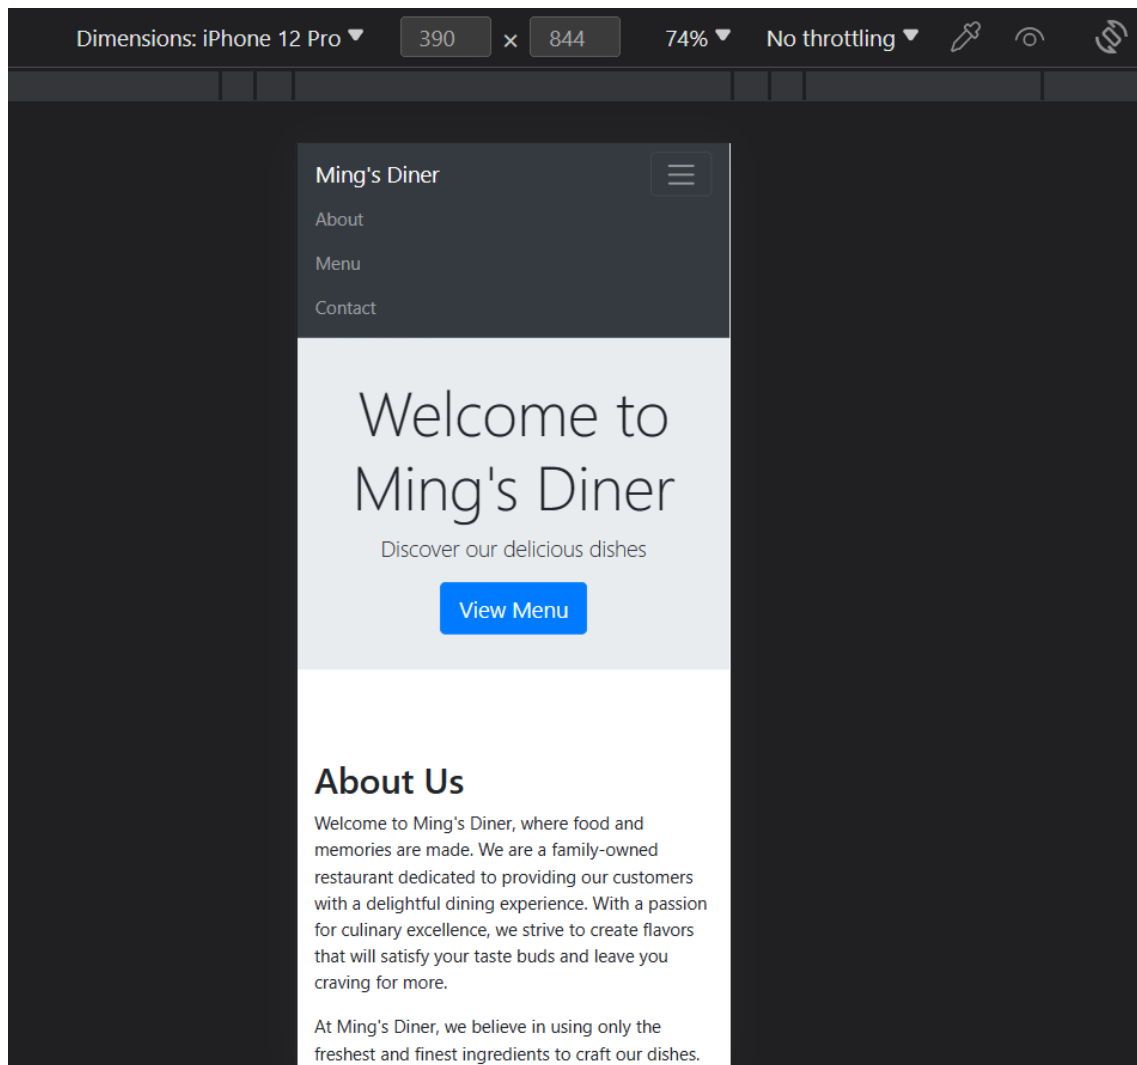 Dimensions: iPhone 12 Pro 390 × 844 74% No throttling
Ming's Diner
About
Menu
Contact
Welcome to
Ming's Diner
Discover our delicious dishes
View Menu
About Us
Welcome to Ming's Diner, where food and
memories are made. We are a family-owned
restaurant dedicated to providing our customers
with a delightful dining experience. With a passion
for culinary excellence, we strive to create flavors
that will satisfy your taste buds and leave you
craving for more.
At Ming's Diner, we believe in using only the
freshest and finest ingredients to craft our dishes.